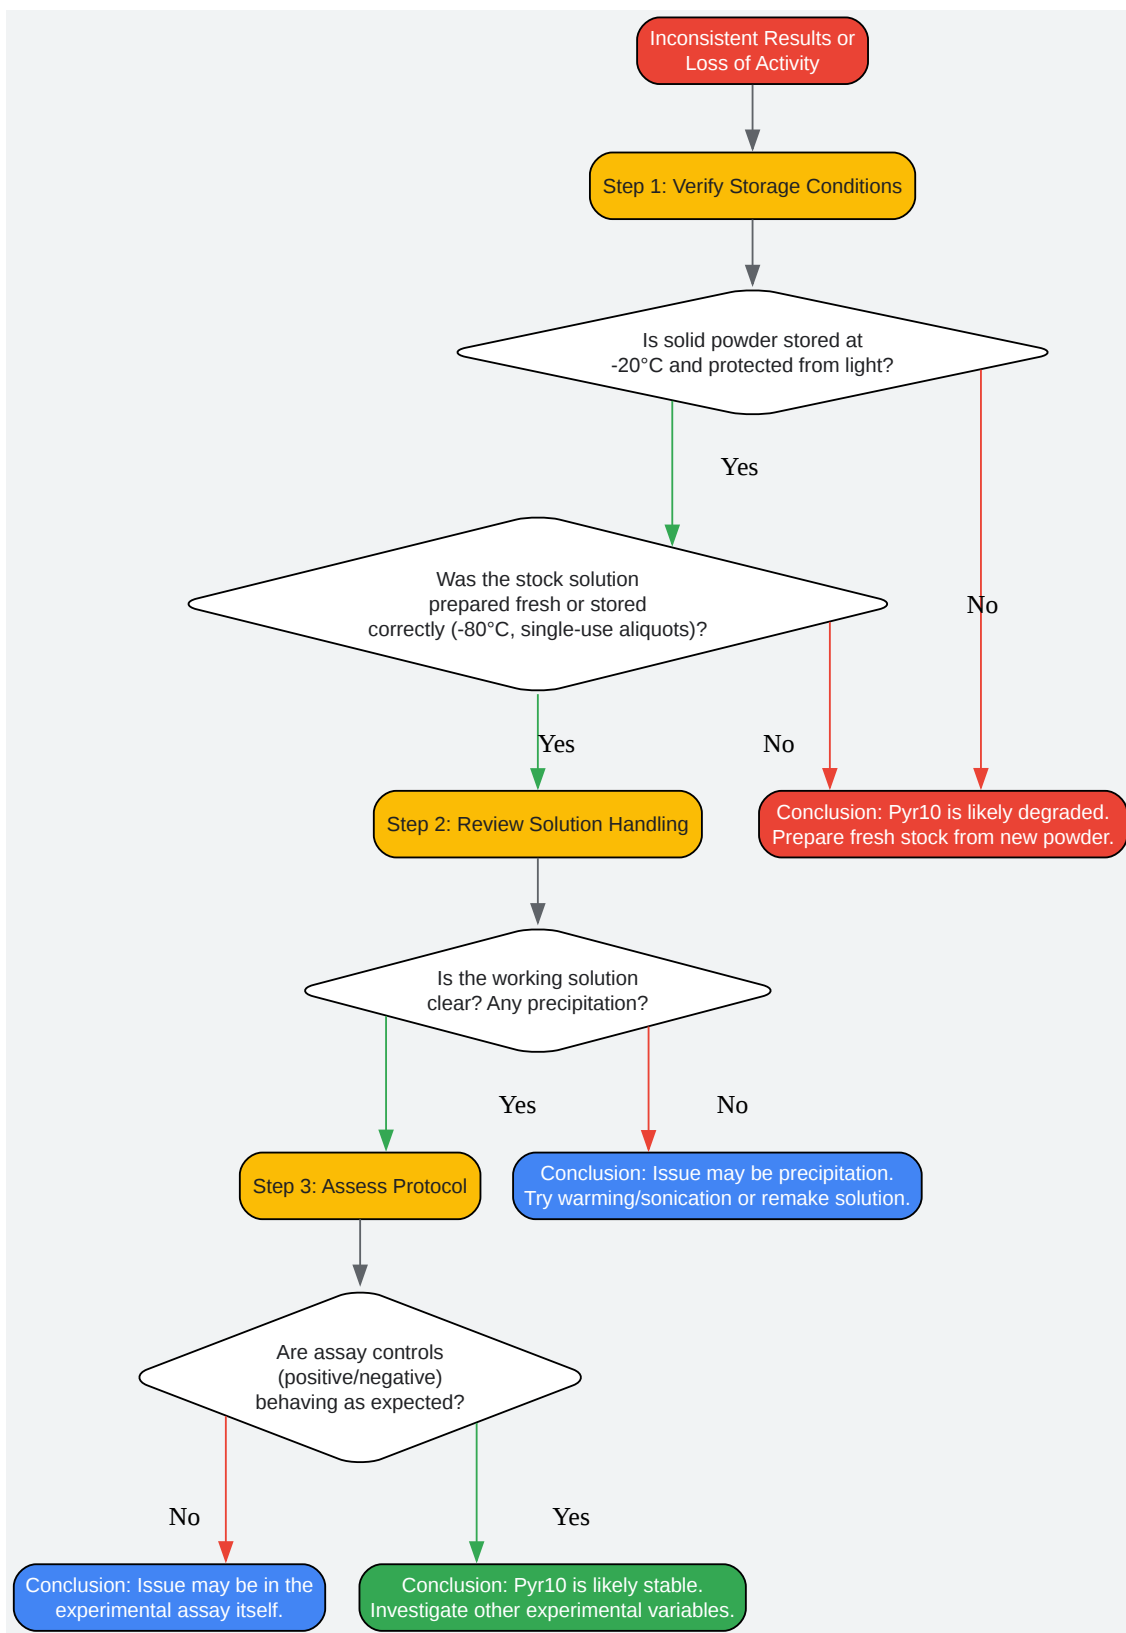 Inconsistent Results or
Loss of Activity
Step 1: Verify Storage Conditions
Is solid powder stored at
-20°C and protected from light?
Yes
Was the stock solution
prepared fresh or stored
correctly (-80°C, single-use aliquots)?
No
Yes
No
Step 2: Review Solution Handling
Conclusion: Pyr10 is likely degraded.
Prepare fresh stock from new powder.
Is the working solution
clear? Any precipitation?
Yes
No
Step 3: Assess Protocol
Conclusion: Issue may be precipitation.
Try warming/sonication or remake solution.
Are assay controls
(positive/negative)
behaving as expected?
No
Yes
Conclusion: Issue may be in the
experimental assay itself.
Conclusion: Pyr10 is likely stable.
Investigate other experimental variables.